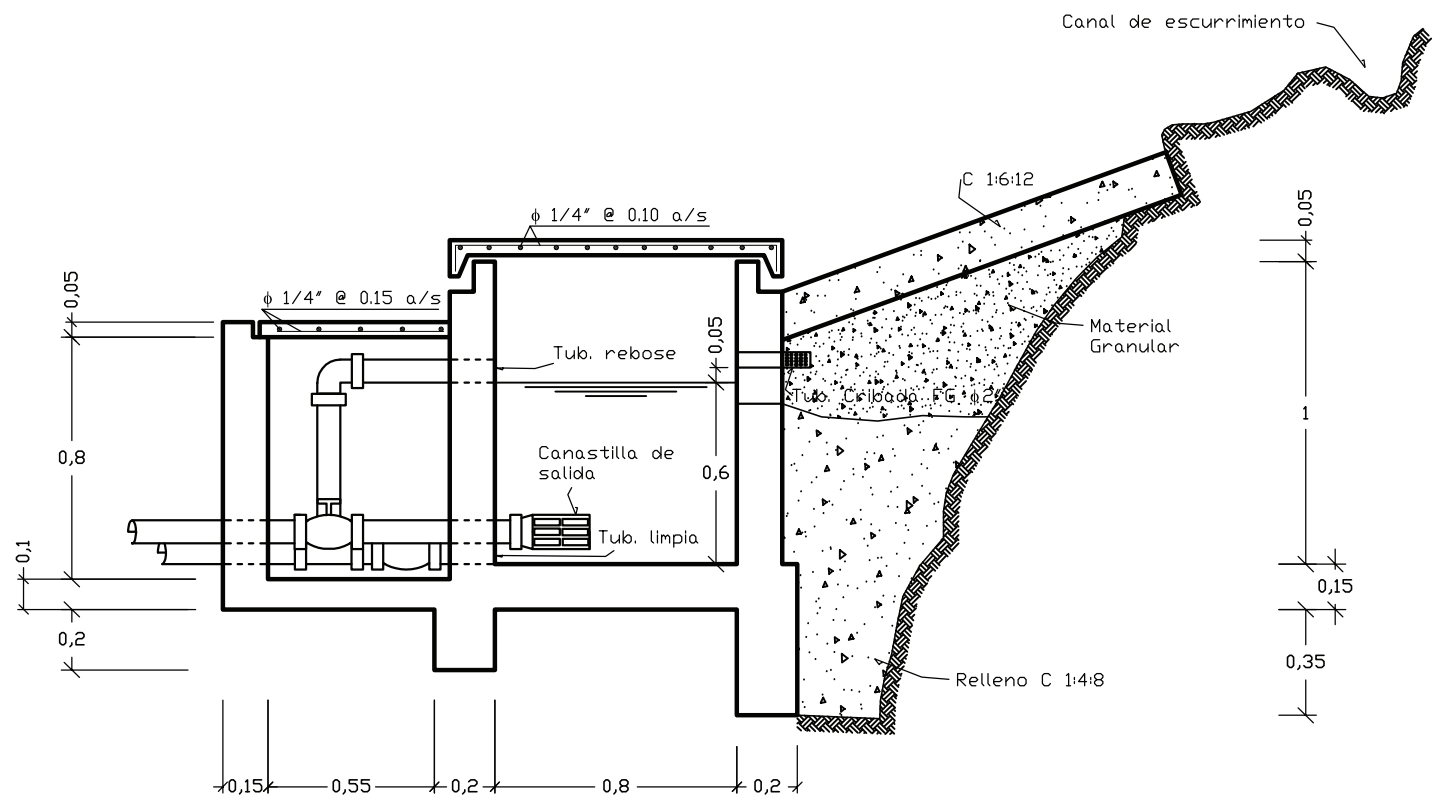 Canal de escurrimiento
C 1:6:12
ϕ 1/4" @ 0.10 a/s
0,05
ϕ 1/4" @ 0.15 a/s
0,05
0,05
Tub. rebose
Material
Granular
Tub. Cribada FG ϕ2"
1
0,8
Canastilla de
salida
0,6
Tub. limpia
0,1
0,15
0,2
0,35
Relleno C 1:4:8
0,15
0,55
0,2
0,8
0,2